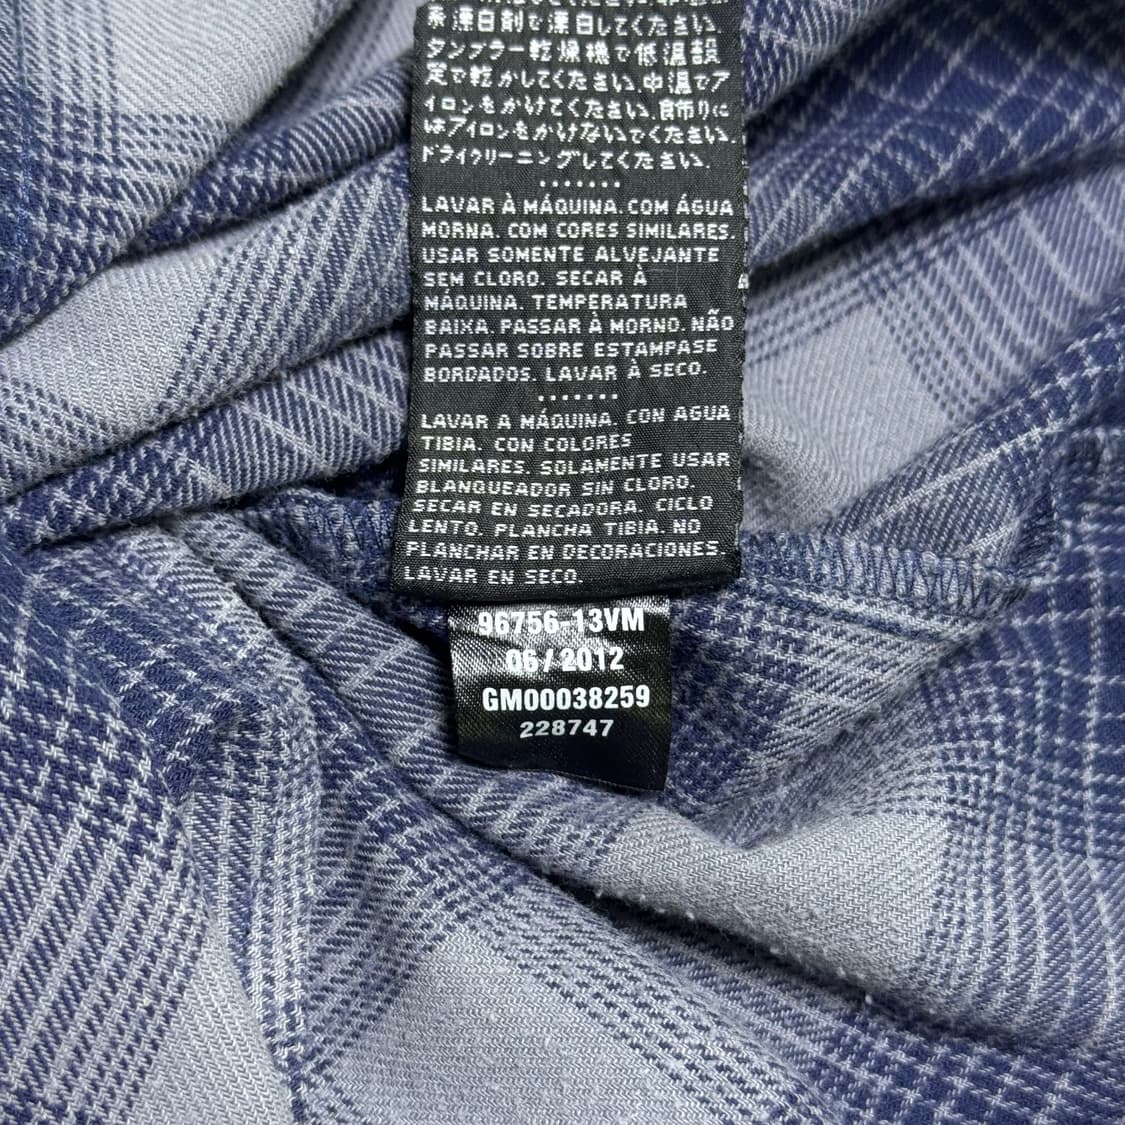 系漂白剤で漂白してください.
タンブラー乾燥機で低温設
定で乾かしてください.中温でア
イロンをかけてください.飾りに
はアイロンをかけないでください.
ドライクリーニングしてください.
LAVAR À MÁQUINA. COM ÁGUA
MORNA. COM CORES SIMILARES.
USAR SOMENTE ALVEJANTE
SEM CLORO. SECAR À
MÁQUINA. TEMPERATURA
BAIXA. PASSAR À MORNO. NÃO
PASSAR SOBRE ESTAMPASE
BORDADOS. LAVAR À SECO.
LAVAR A MÁQUINA. CON AGUA
TIBIA. CON COLORES
SIMILARES. SOLAMENTE USAR
BLANQUEADOR SIN CLORO.
SECAR EN SECADORA. CICLO
LENTO. PLANCHA TIBIA. NO
PLANCHAR EN DECORACIONES.
LAVAR EN SECO.
96756-13VM
06/2012
GM00038259
228747